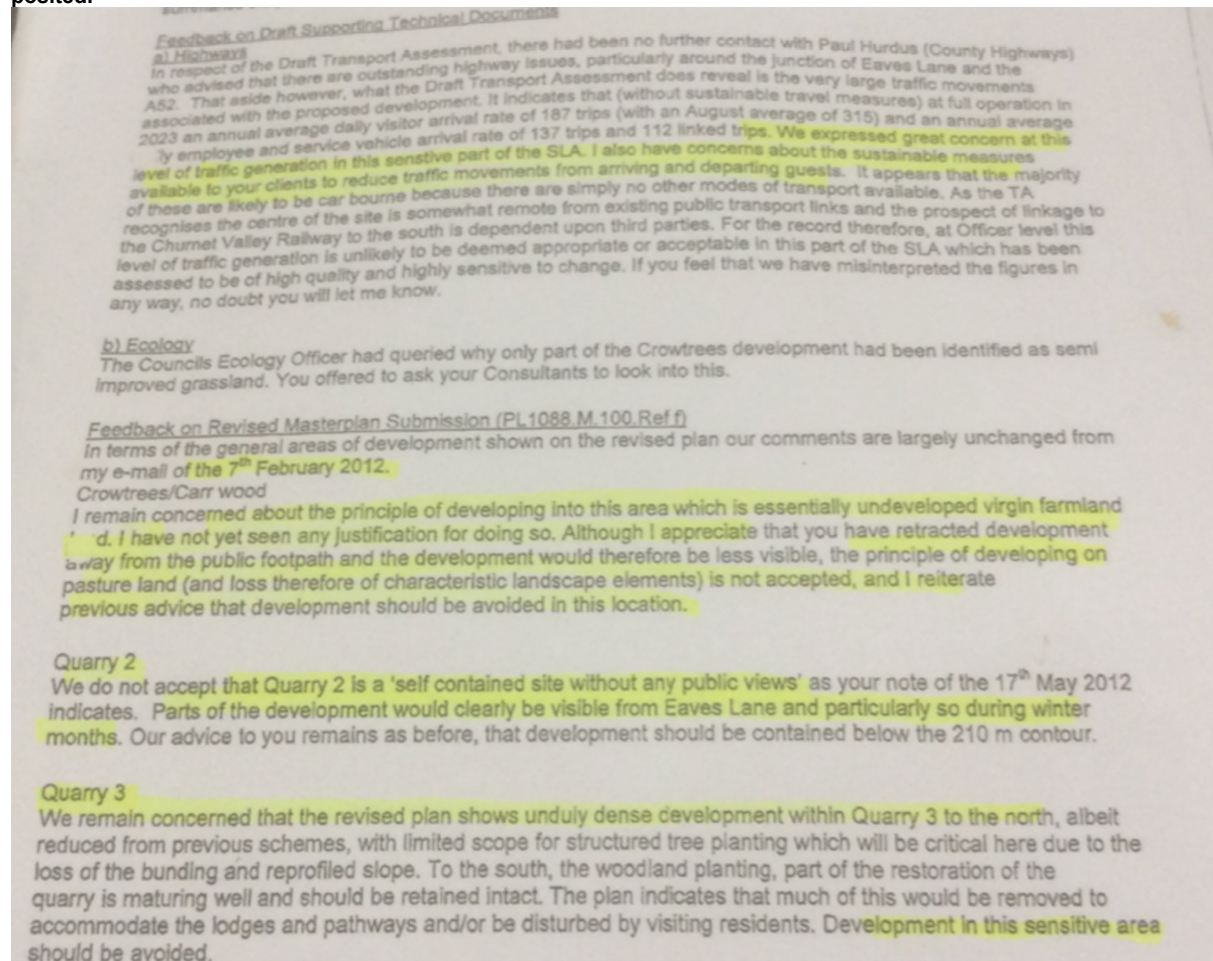 posited.
Feedback on Draft Supporting Technical Documents
a) Highways
In respect of the Draft Transport Assessment, there had been no further contact with Paul Hurdus (County Highways)
who advised that there are outstanding highway issues, particularly around the junction of Eaves Lane and the
A52. That aside however, what the Draft Transport Assessment does reveal is the very large traffic movements
associated with the proposed development. It indicates that (without sustainable travel measures) at full operation in
2023 an annual average daily visitor arrival rate of 187 trips (with an August average of 315) and an annual average
ly employee and service vehicle arrival rate of 137 trips and 112 linked trips. We expressed great concern at this
level of traffic generation in this senstive part of the SLA. I also have concerns about the sustainable measures
available to your clients to reduce traffic movements from arriving and departing guests. It appears that the majority
of these are likely to be car bourne because there are simply no other modes of transport available. As the TA
recognises the centre of the site is somewhat remote from existing public transport links and the prospect of linkage to
the Churnet Valley Railway to the south is dependent upon third parties. For the record therefore, at Officer level this
level of traffic generation is unlikely to be deemed appropriate or acceptable in this part of the SLA which has been
assessed to be of high quality and highly sensitive to change. If you feel that we have misinterpreted the figures in
any way, no doubt you will let me know.
b) Ecology
The Councils Ecology Officer had queried why only part of the Crowtrees development had been identified as semi
improved grassland. You offered to ask your Consultants to look into this.
Feedback on Revised Masterplan Submission (PL1088.M.100.Ref f)
In terms of the general areas of development shown on the revised plan our comments are largely unchanged from
my e-mail of the 7th February 2012.
Crowtrees/Carr wood
I remain concerned about the principle of developing into this area which is essentially undeveloped virgin farmland
d. I have not yet seen any justification for doing so. Although I appreciate that you have retracted development
away from the public footpath and the development would therefore be less visible, the principle of developing on
pasture land (and loss therefore of characteristic landscape elements) is not accepted, and I reiterate
previous advice that development should be avoided in this location.
Quarry 2
We do not accept that Quarry 2 is a 'self contained site without any public views' as your note of the 17th May 2012
indicates. Parts of the development would clearly be visible from Eaves Lane and particularly so during winter
months. Our advice to you remains as before, that development should be contained below the 210 m contour.
Quarry 3
We remain concerned that the revised plan shows unduly dense development within Quarry 3 to the north, albeit
reduced from previous schemes, with limited scope for structured tree planting which will be critical here due to the
loss of the bunding and reprofiled slope. To the south, the woodland planting, part of the restoration of the
quarry is maturing well and should be retained intact. The plan indicates that much of this would be removed to
accommodate the lodges and pathways and/or be disturbed by visiting residents. Development in this sensitive area
should be avoided.